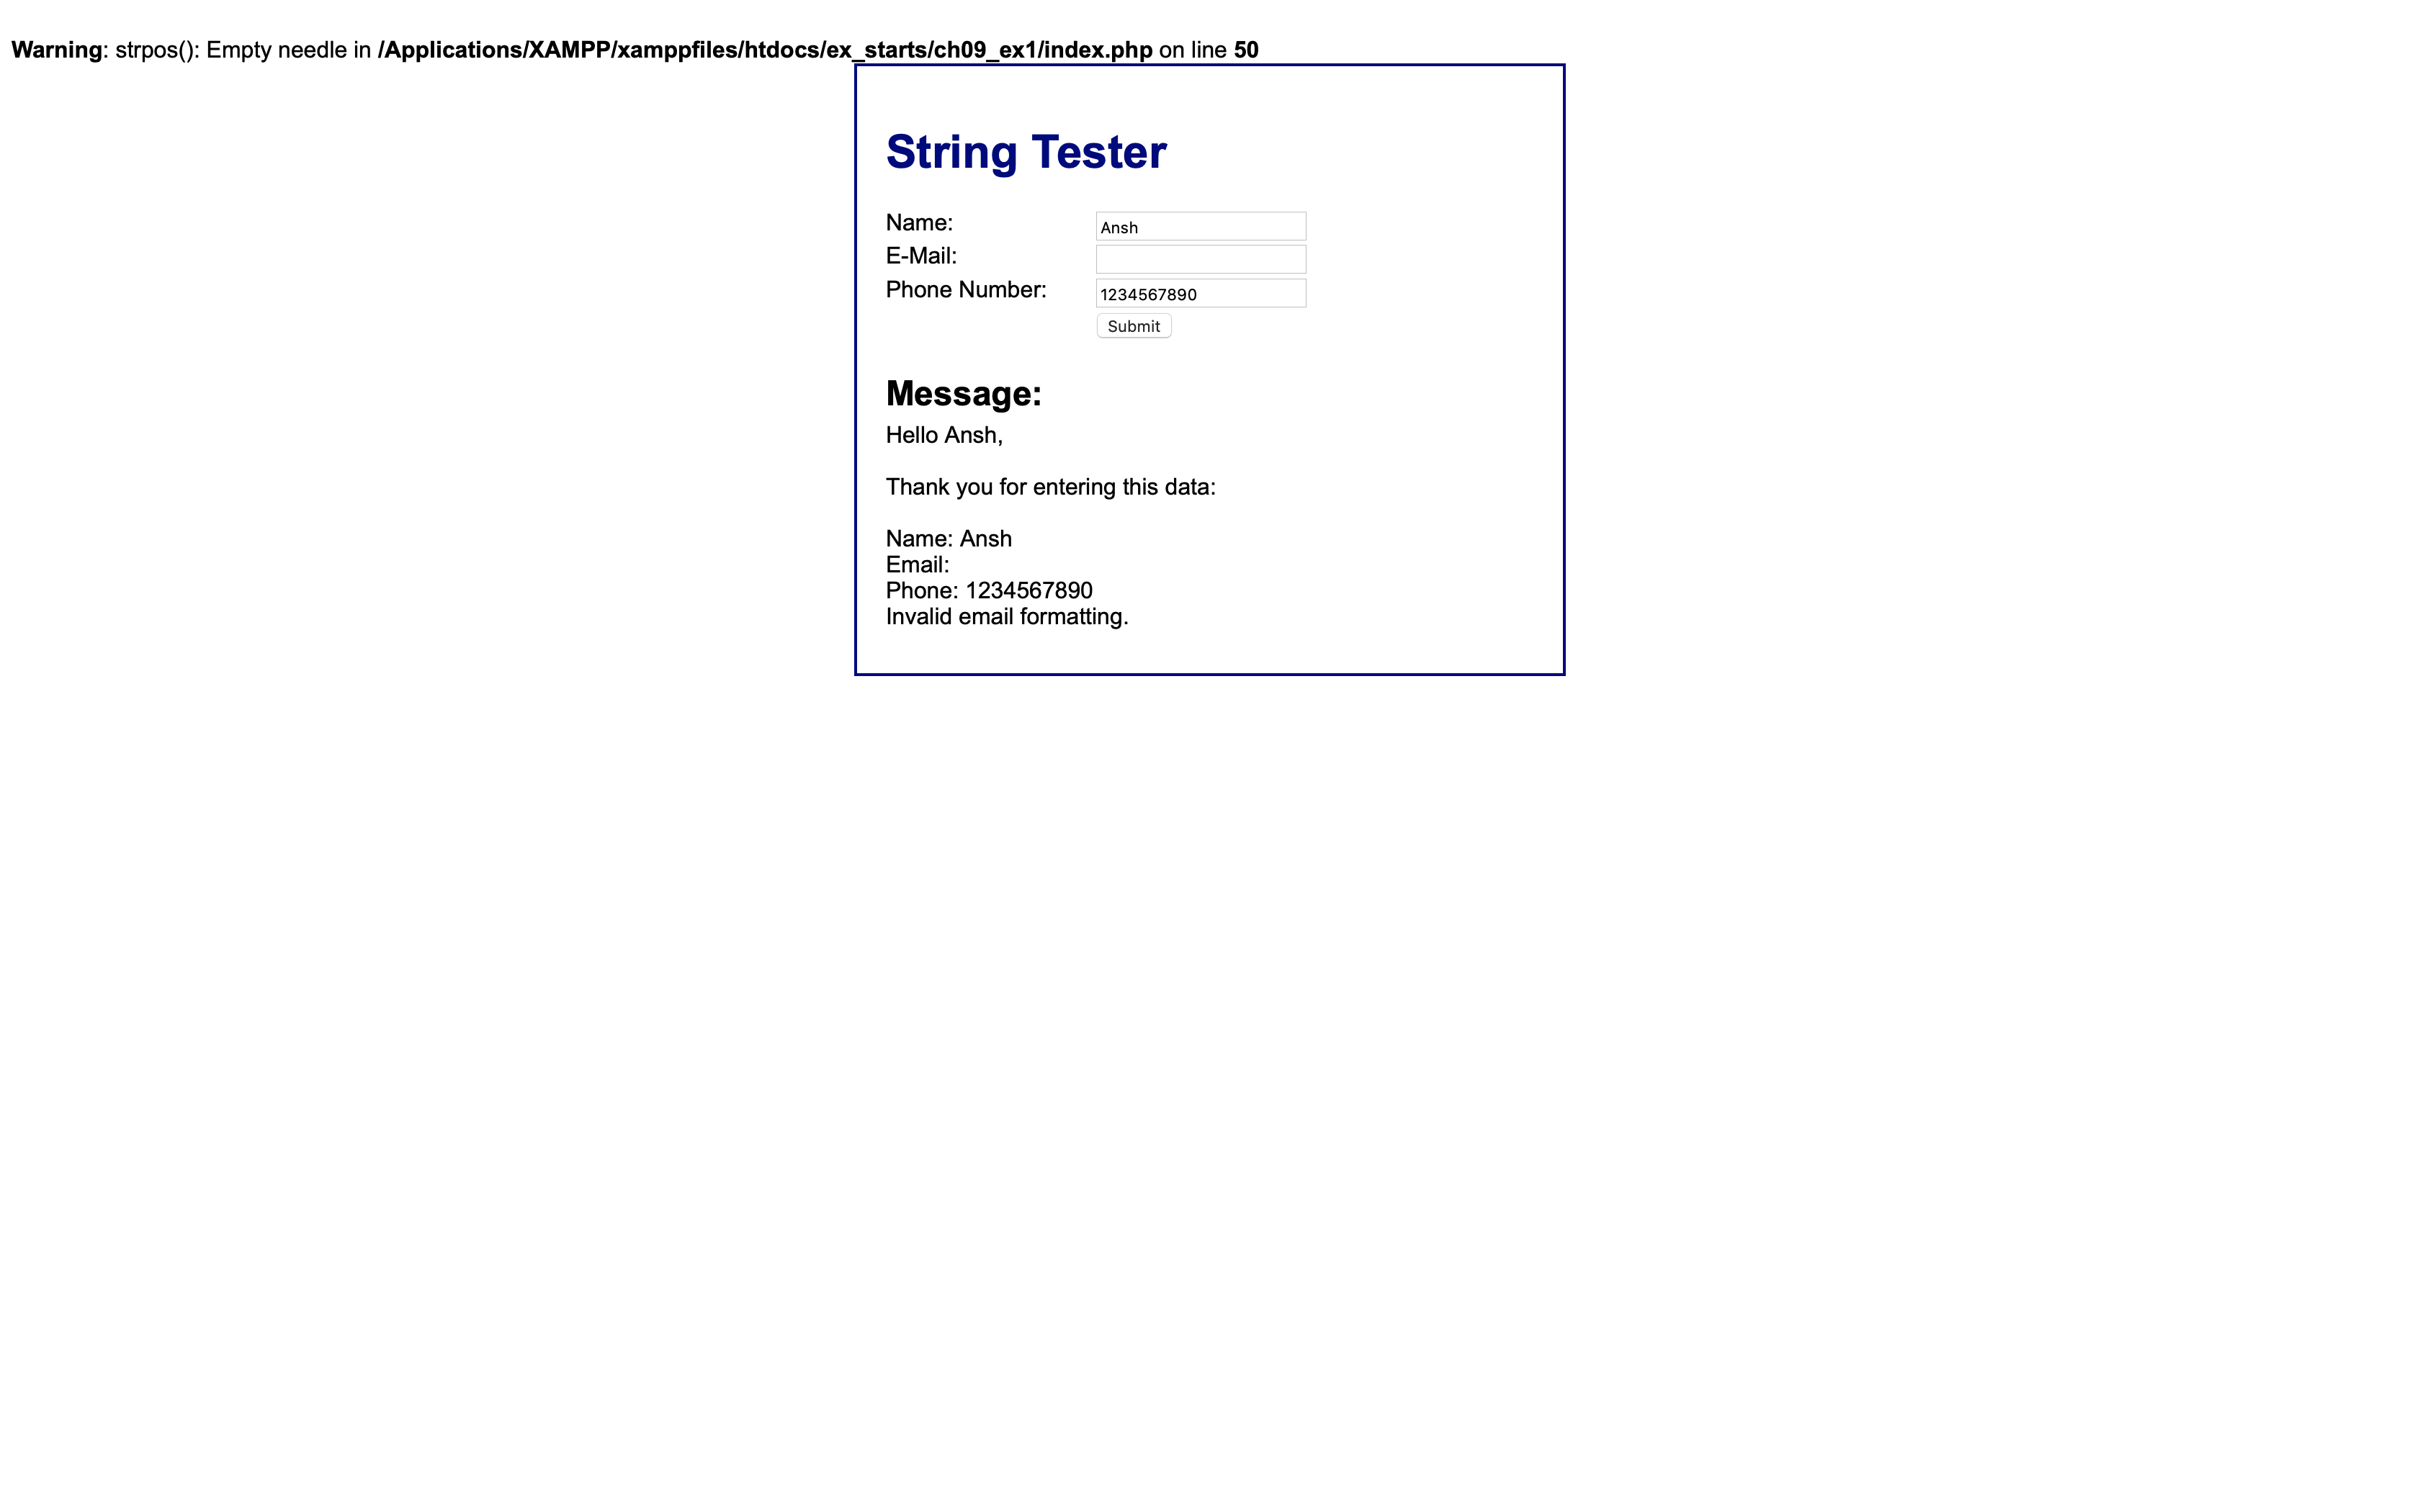 Warning: strpos(): Empty needle in /Applications/XAMPP/xamppfiles/htdocs/ex_starts/ch09_ex1/index.php on line 50
String Tester
Name: Ansh
E-Mail:
Phone Number: 1234567890
Submit
Message:
Hello Ansh,
Thank you for entering this data:
Name: Ansh
Email:
Phone: 1234567890
Invalid email formatting.